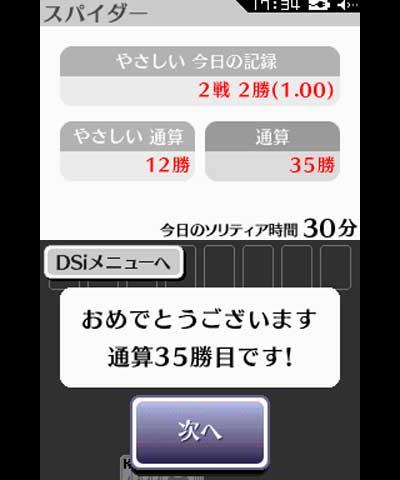 スパイダー
17:34
やさしい 今日の記録
2戦 2勝(1.00)
やさしい 通算
12勝
通算
35勝
今日のソリティア時間 30分
DSiメニューへ
おめでとうございます
通算35勝目です!
次へ
K